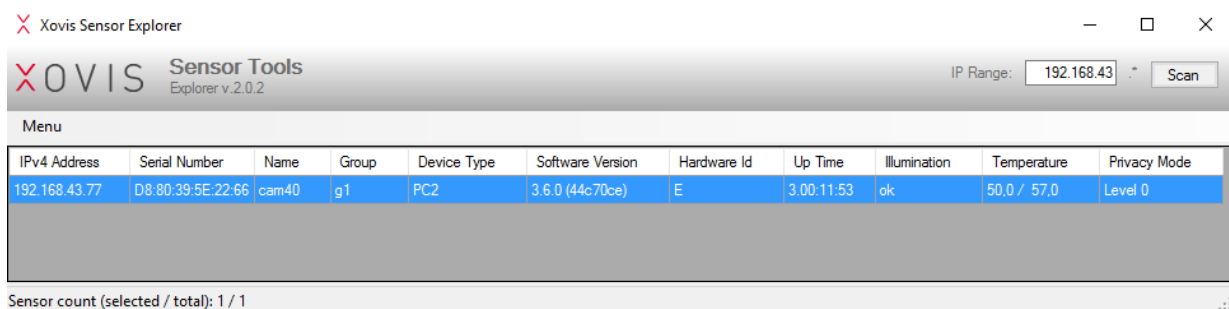 Xovis Sensor Explorer
XOVIS Sensor Tools
Explorer v.2.0.2
IP Range: 192.168.43 .* Scan
Menu
IPv4 Address Serial Number Name Group Device Type Software Version Hardware Id Up Time Illumination Temperature Privacy Mode
192.168.43.77 D8:80:39:5E:22:66 cam40 g1 PC2 3.6.0 (44c70ce) E 3.00:11:53 ok 50,0 / 57,0 Level 0
Sensor count (selected / total): 1 / 1